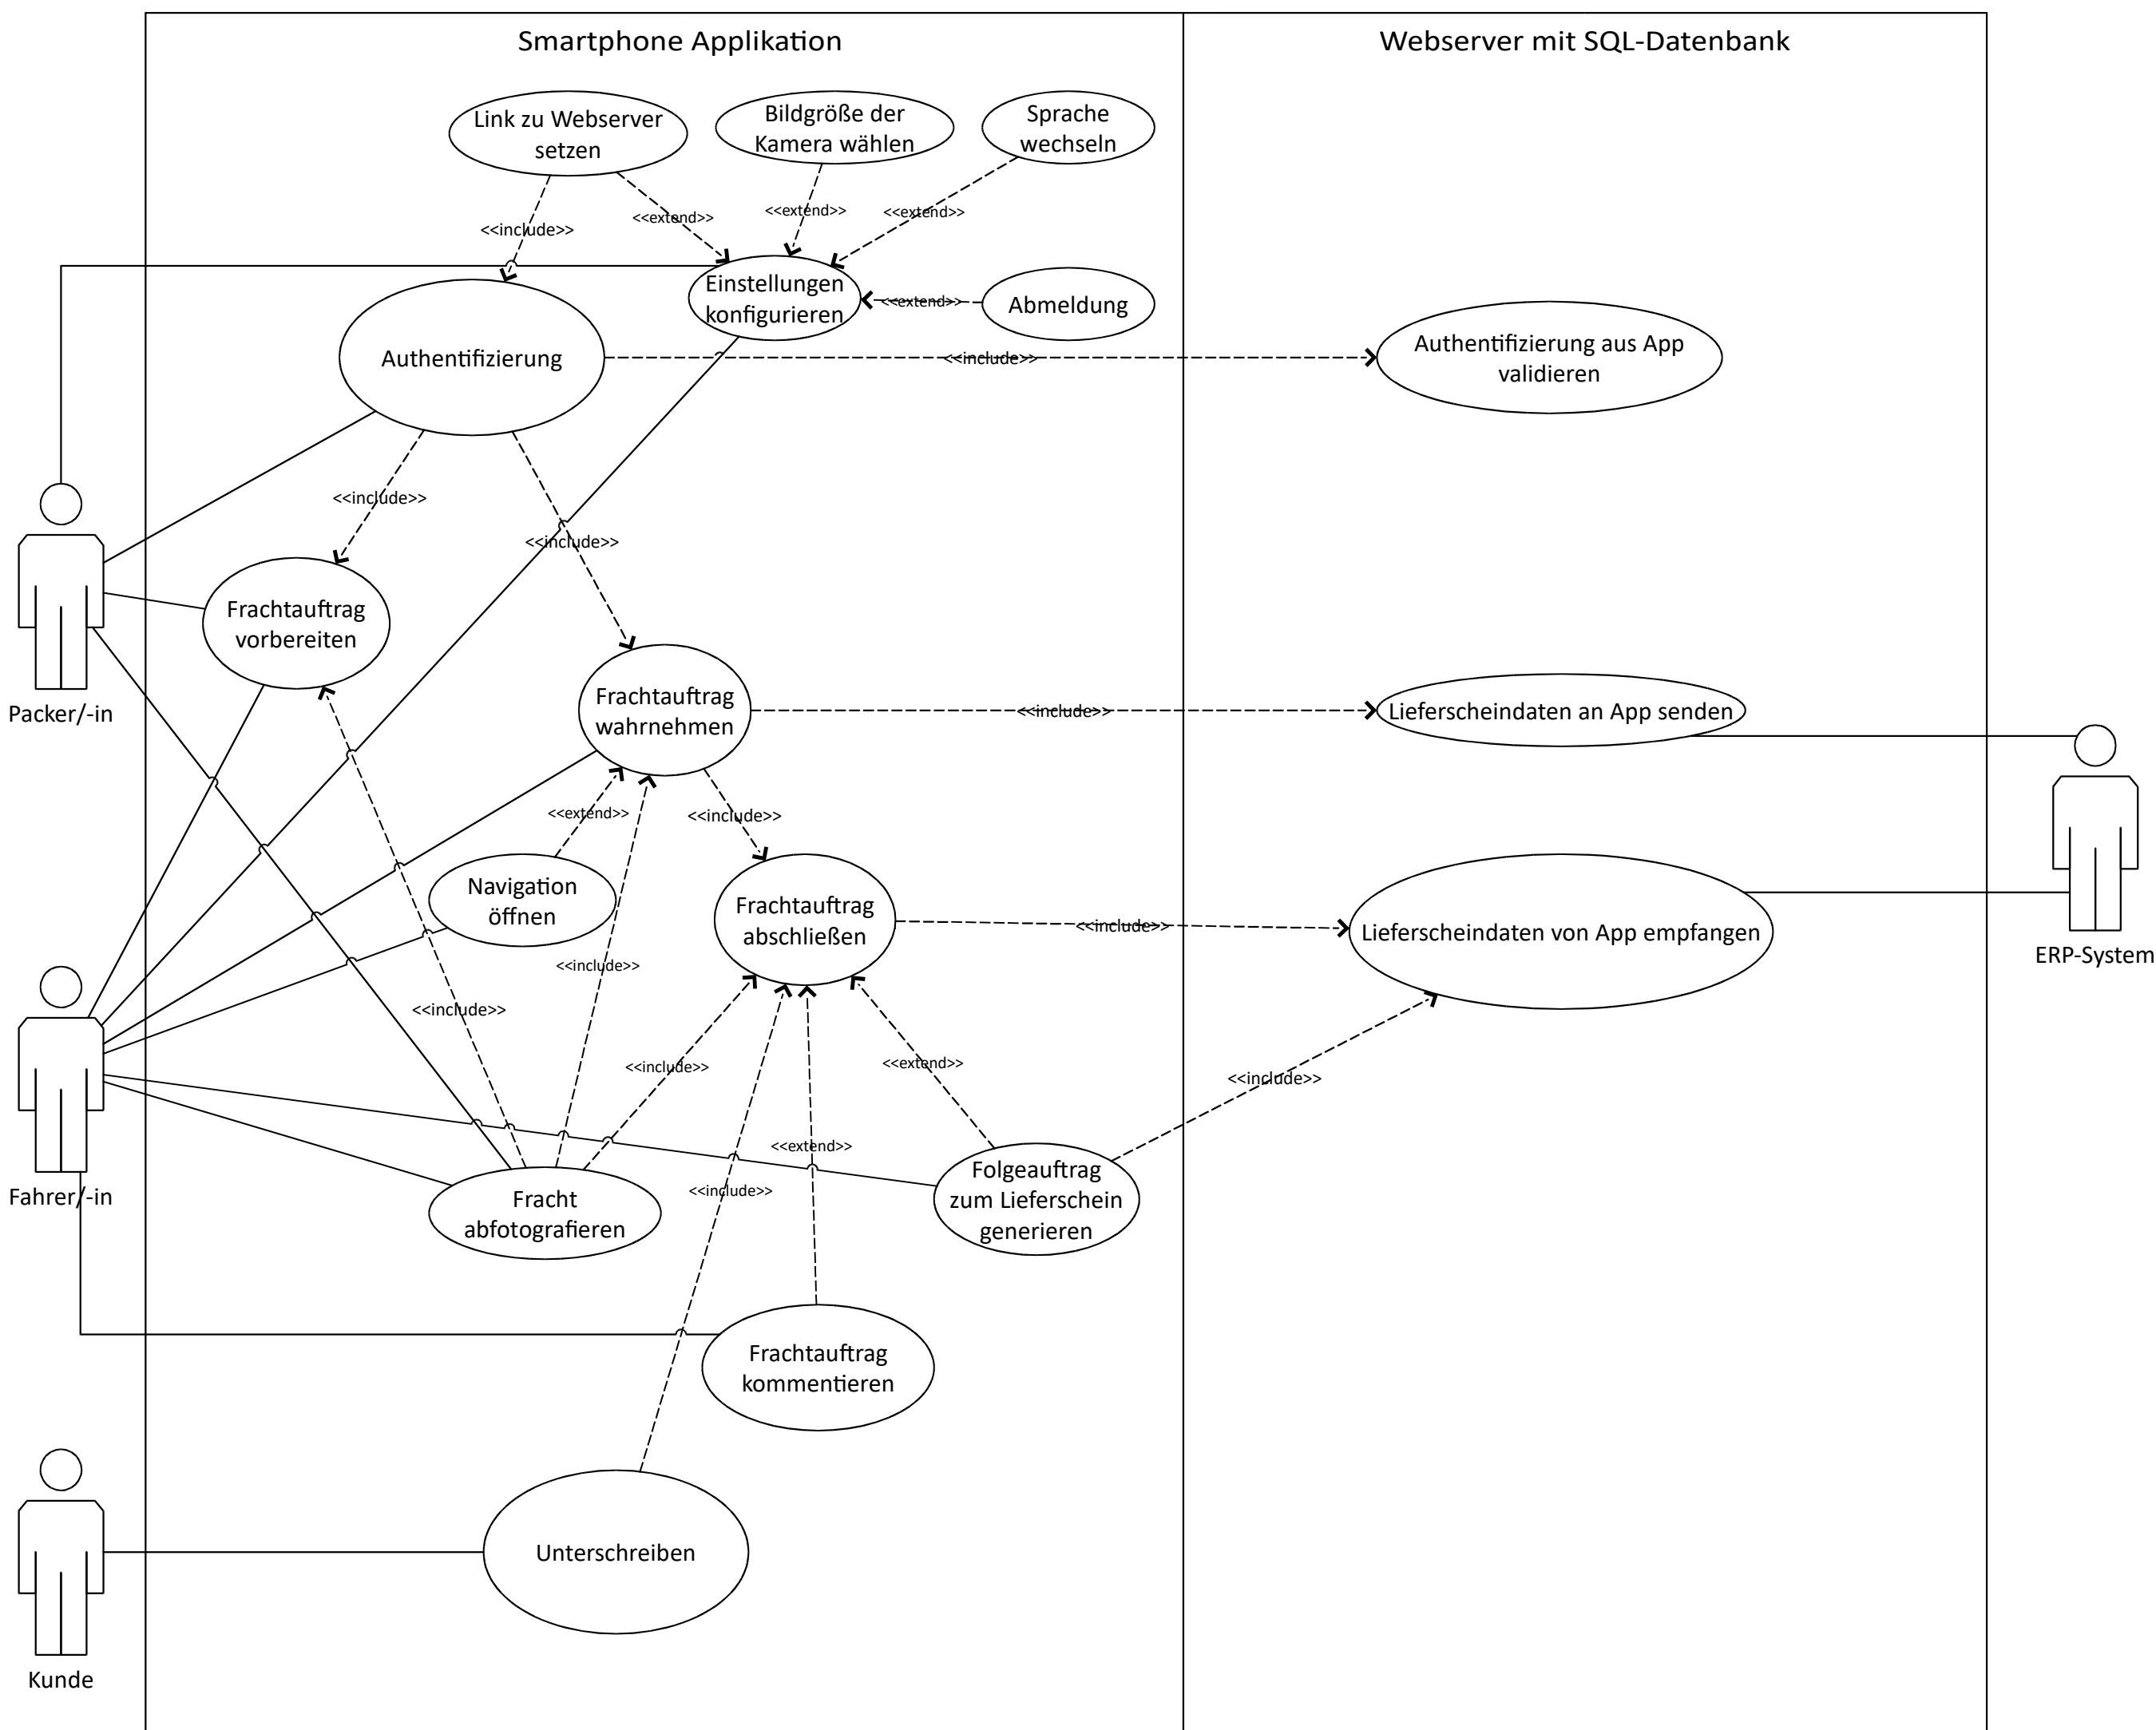 Smartphone Applikation
Webserver mit SQL-Datenbank
Link zu Webserver
setzen
Bildgröße der
Kamera wählen
Sprache
wechseln
<<include>>
<<extend>>
<<extend>>
<<extend>>
Einstellungen
konfigurieren
<<extend>>
Abmeldung
Authentifizierung
<<include>>
Authentifizierung aus App
validieren
<<include>>
<<include>>
Frachtauftrag
vorbereiten
Packer/-in
Frachtauftrag
wahrnehmen
<<include>>
Lieferscheindaten an App senden
<<extend>>
<<include>>
Navigation
öffnen
Frachtauftrag
abschließen
<<include>>
Lieferscheindaten von App empfangen
ERP-System
<<include>>
<<include>>
<<include>>
<<extend>>
<<include>>
<<extend>>
<<include>>
Fahrer/-in
Fracht
abfotografieren
Folgeauftrag
zum Lieferschein
generieren
Frachtauftrag
kommentieren
Unterschreiben
Kunde